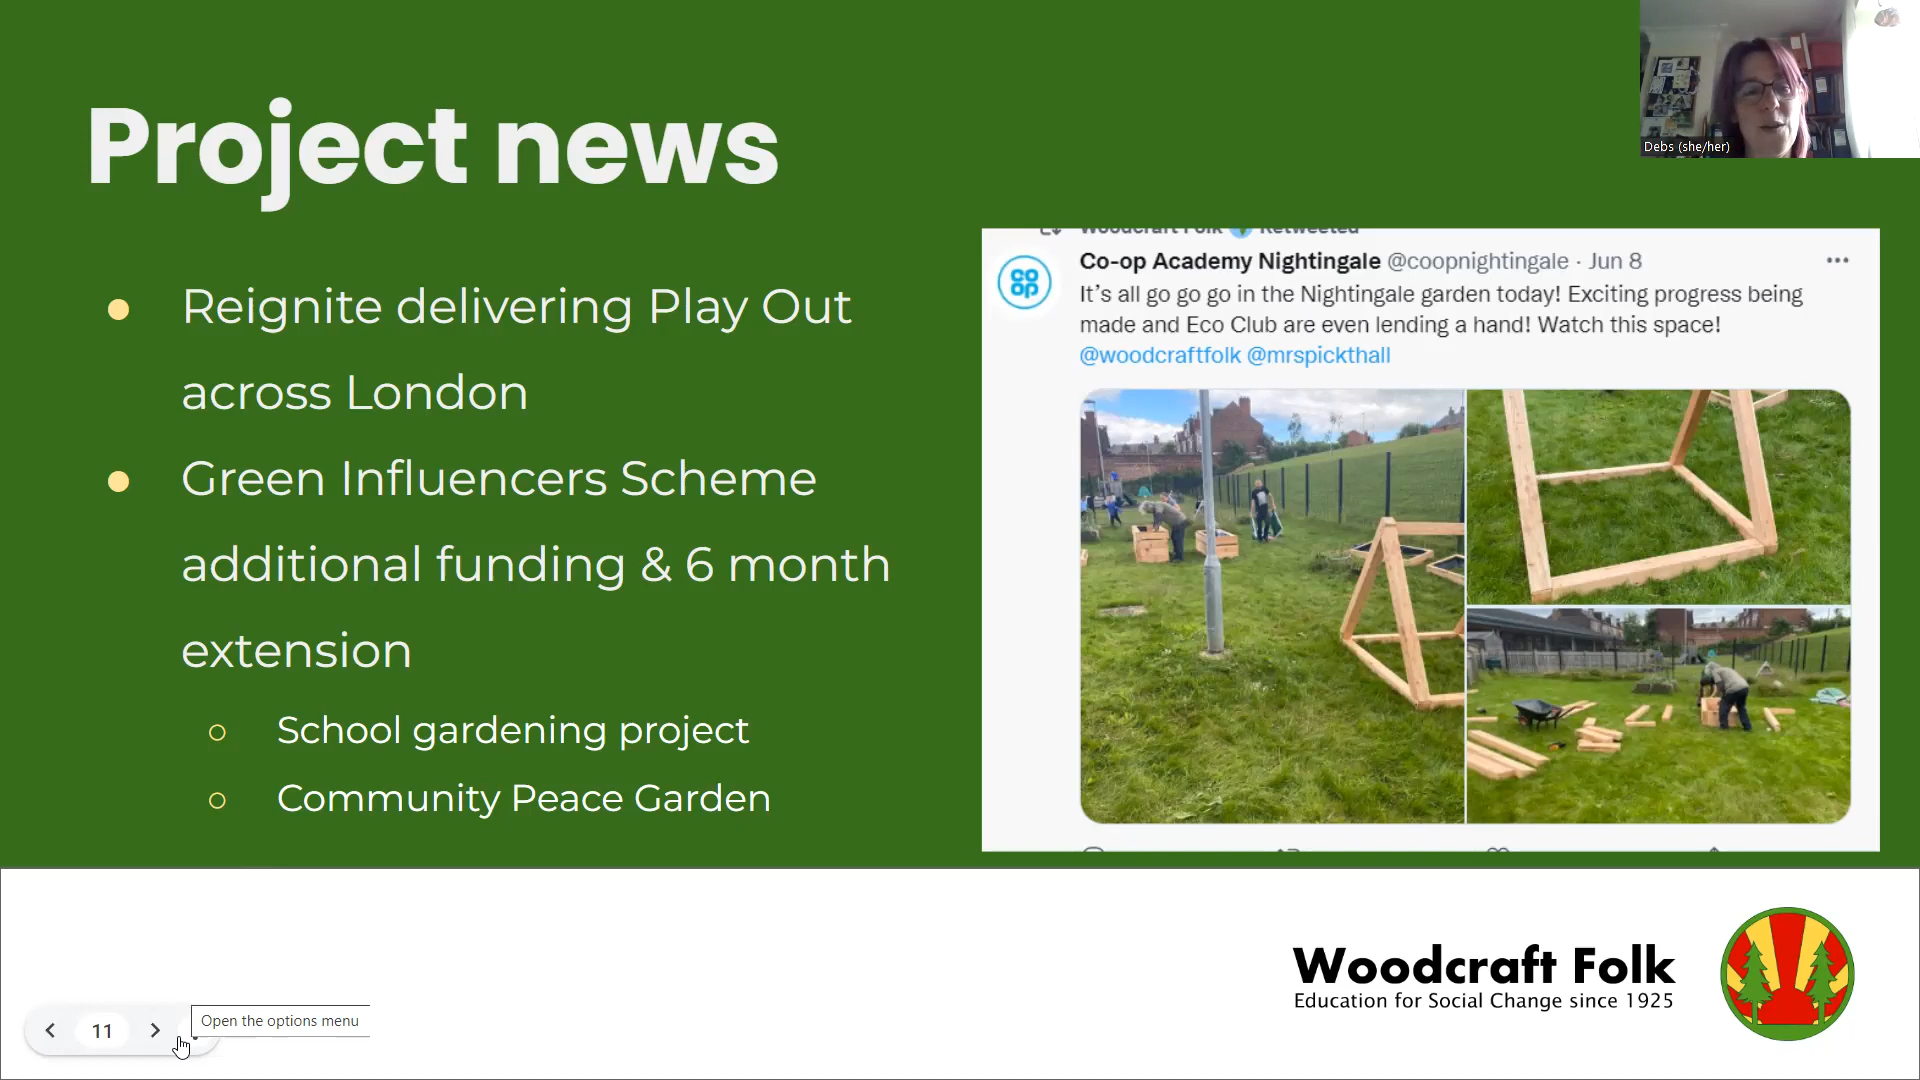 Project news
Debs (she/her)
● Reignite delivering Play Out
across London
● Green Influencers Scheme
additional funding & 6 month
extension
○ School gardening project
○ Community Peace Garden
Woodcraft Folk Retweeted
Co-op Academy Nightingale @coopnightingale · Jun 8
It's all go go go in the Nightingale garden today! Exciting progress being
made and Eco Club are even lending a hand! Watch this space!
@woodcraftfolk @mrspickthall
co
op
Woodcraft Folk
Education for Social Change since 1925
11
Open the options menu